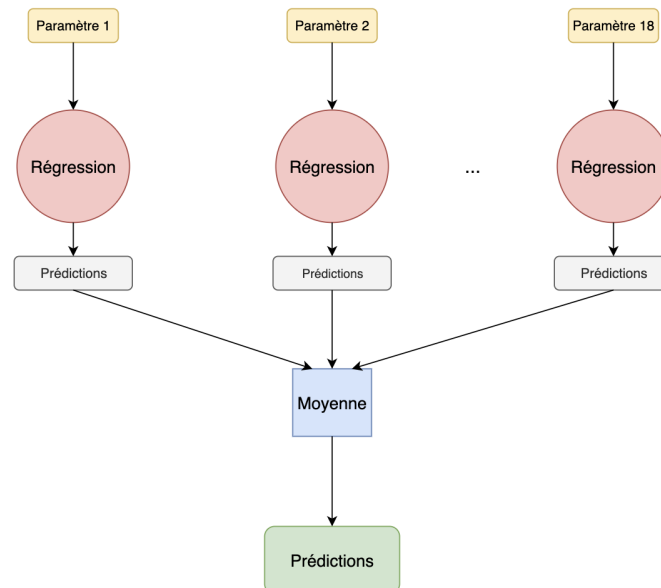 Paramètre 1
Paramètre 2
Paramètre 18
Régression
Régression
...
Régression
Prédictions
Prédictions
Prédictions
Moyenne
Prédictions